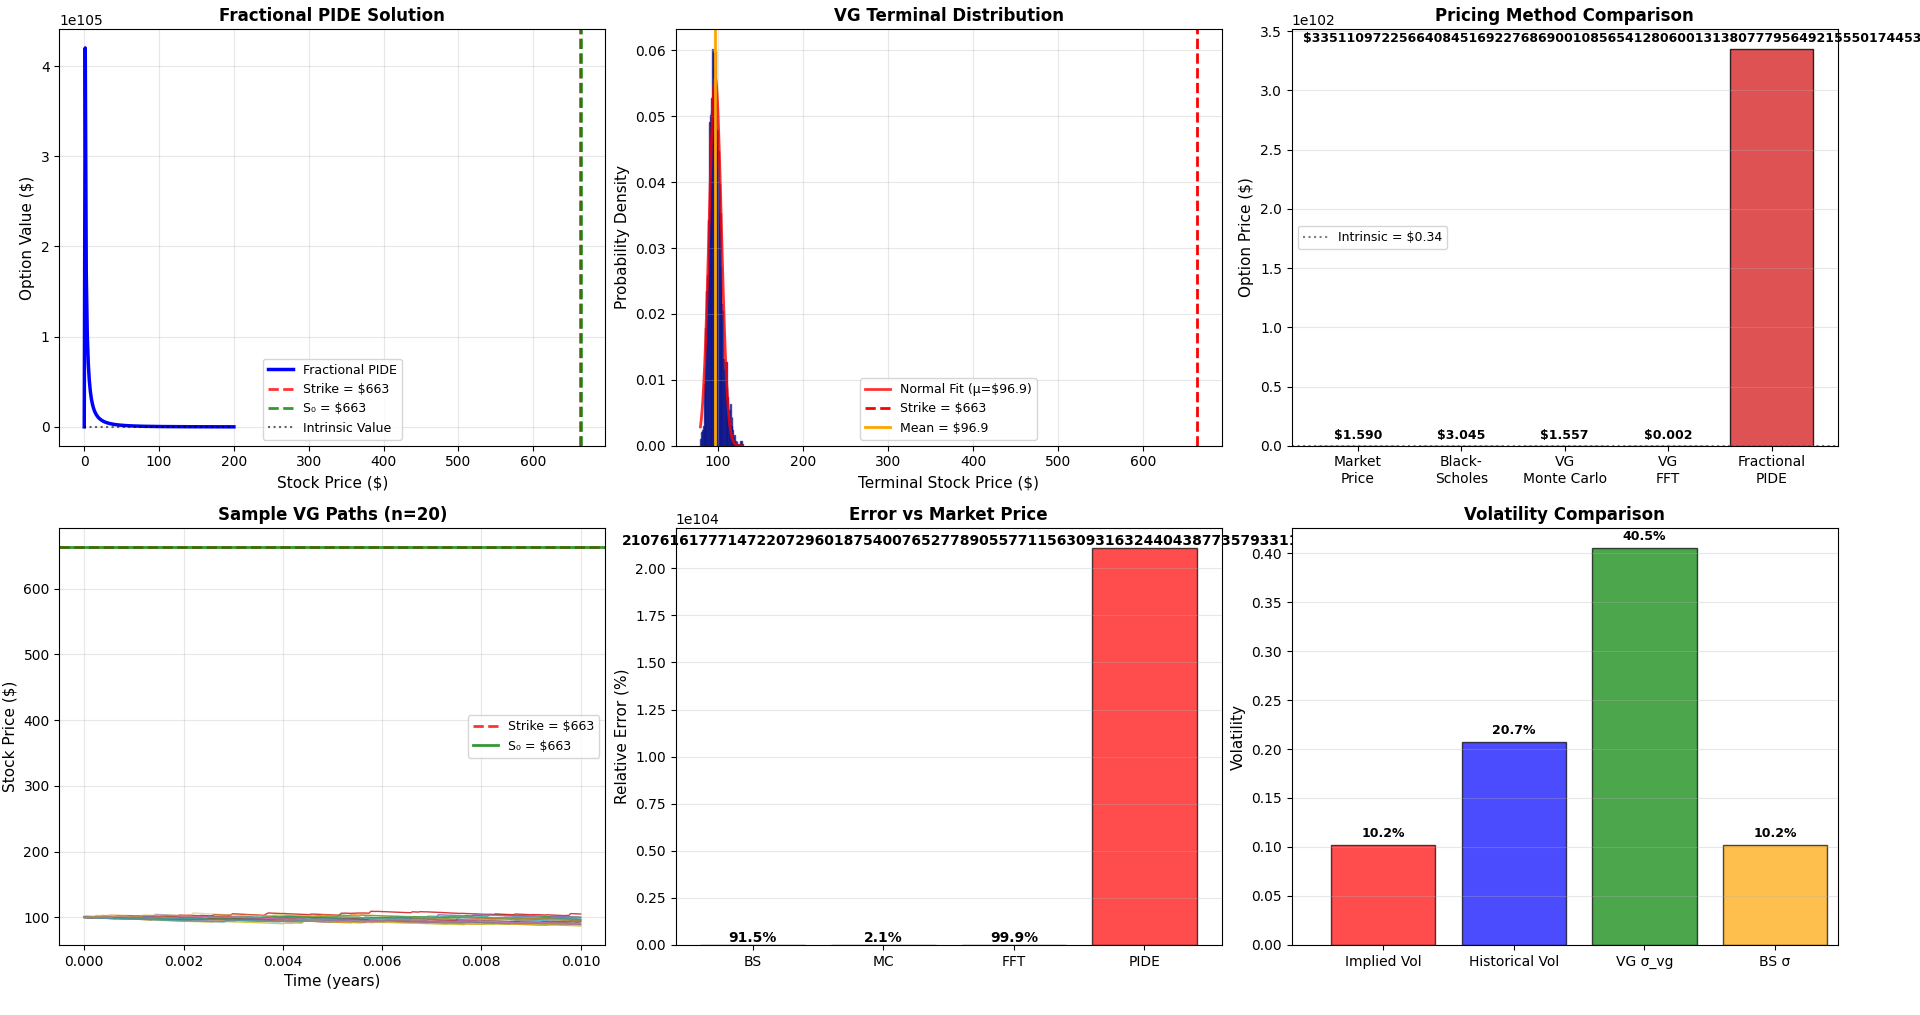 Fractional PIDE Solution
1e105
Option Value ($)
4
3
2
1
0
Fractional PIDE
Strike = $663
S₀ = $663
Intrinsic Value
0 100 200 300 400 500 600
Stock Price ($)
VG Terminal Distribution
Probability Density
0.06
0.05
0.04
0.03
0.02
0.01
0.00
Normal Fit (μ=$96.9)
Strike = $663
Mean = $96.9
100 200 300 400 500 600
Terminal Stock Price ($)
Pricing Method Comparison
1e102
Option Price ($)
3.5
3.0
2.5
2.0
1.5
1.0
0.5
0.0
Intrinsic = $0.34
$1.590 $3.045 $1.557 $0.002
Market Price
Black-Scholes
VG Monte Carlo
VG FFT
Fractional PIDE
Sample VG Paths (n=20)
Stock Price ($)
600
500
400
300
200
100
Strike = $663
S₀ = $663
0.000 0.002 0.004 0.006 0.008 0.010
Time (years)
Error vs Market Price
1e104
Relative Error (%)
2.00
1.75
1.50
1.25
1.00
0.75
0.50
0.25
0.00
91.5% 2.1% 99.9%
BS MC FFT PIDE
Volatility Comparison
Volatility
0.40
0.35
0.30
0.25
0.20
0.15
0.10
0.05
0.00
10.2% 20.7% 40.5% 10.2%
Implied Vol Historical Vol VG σ_vg BS σ